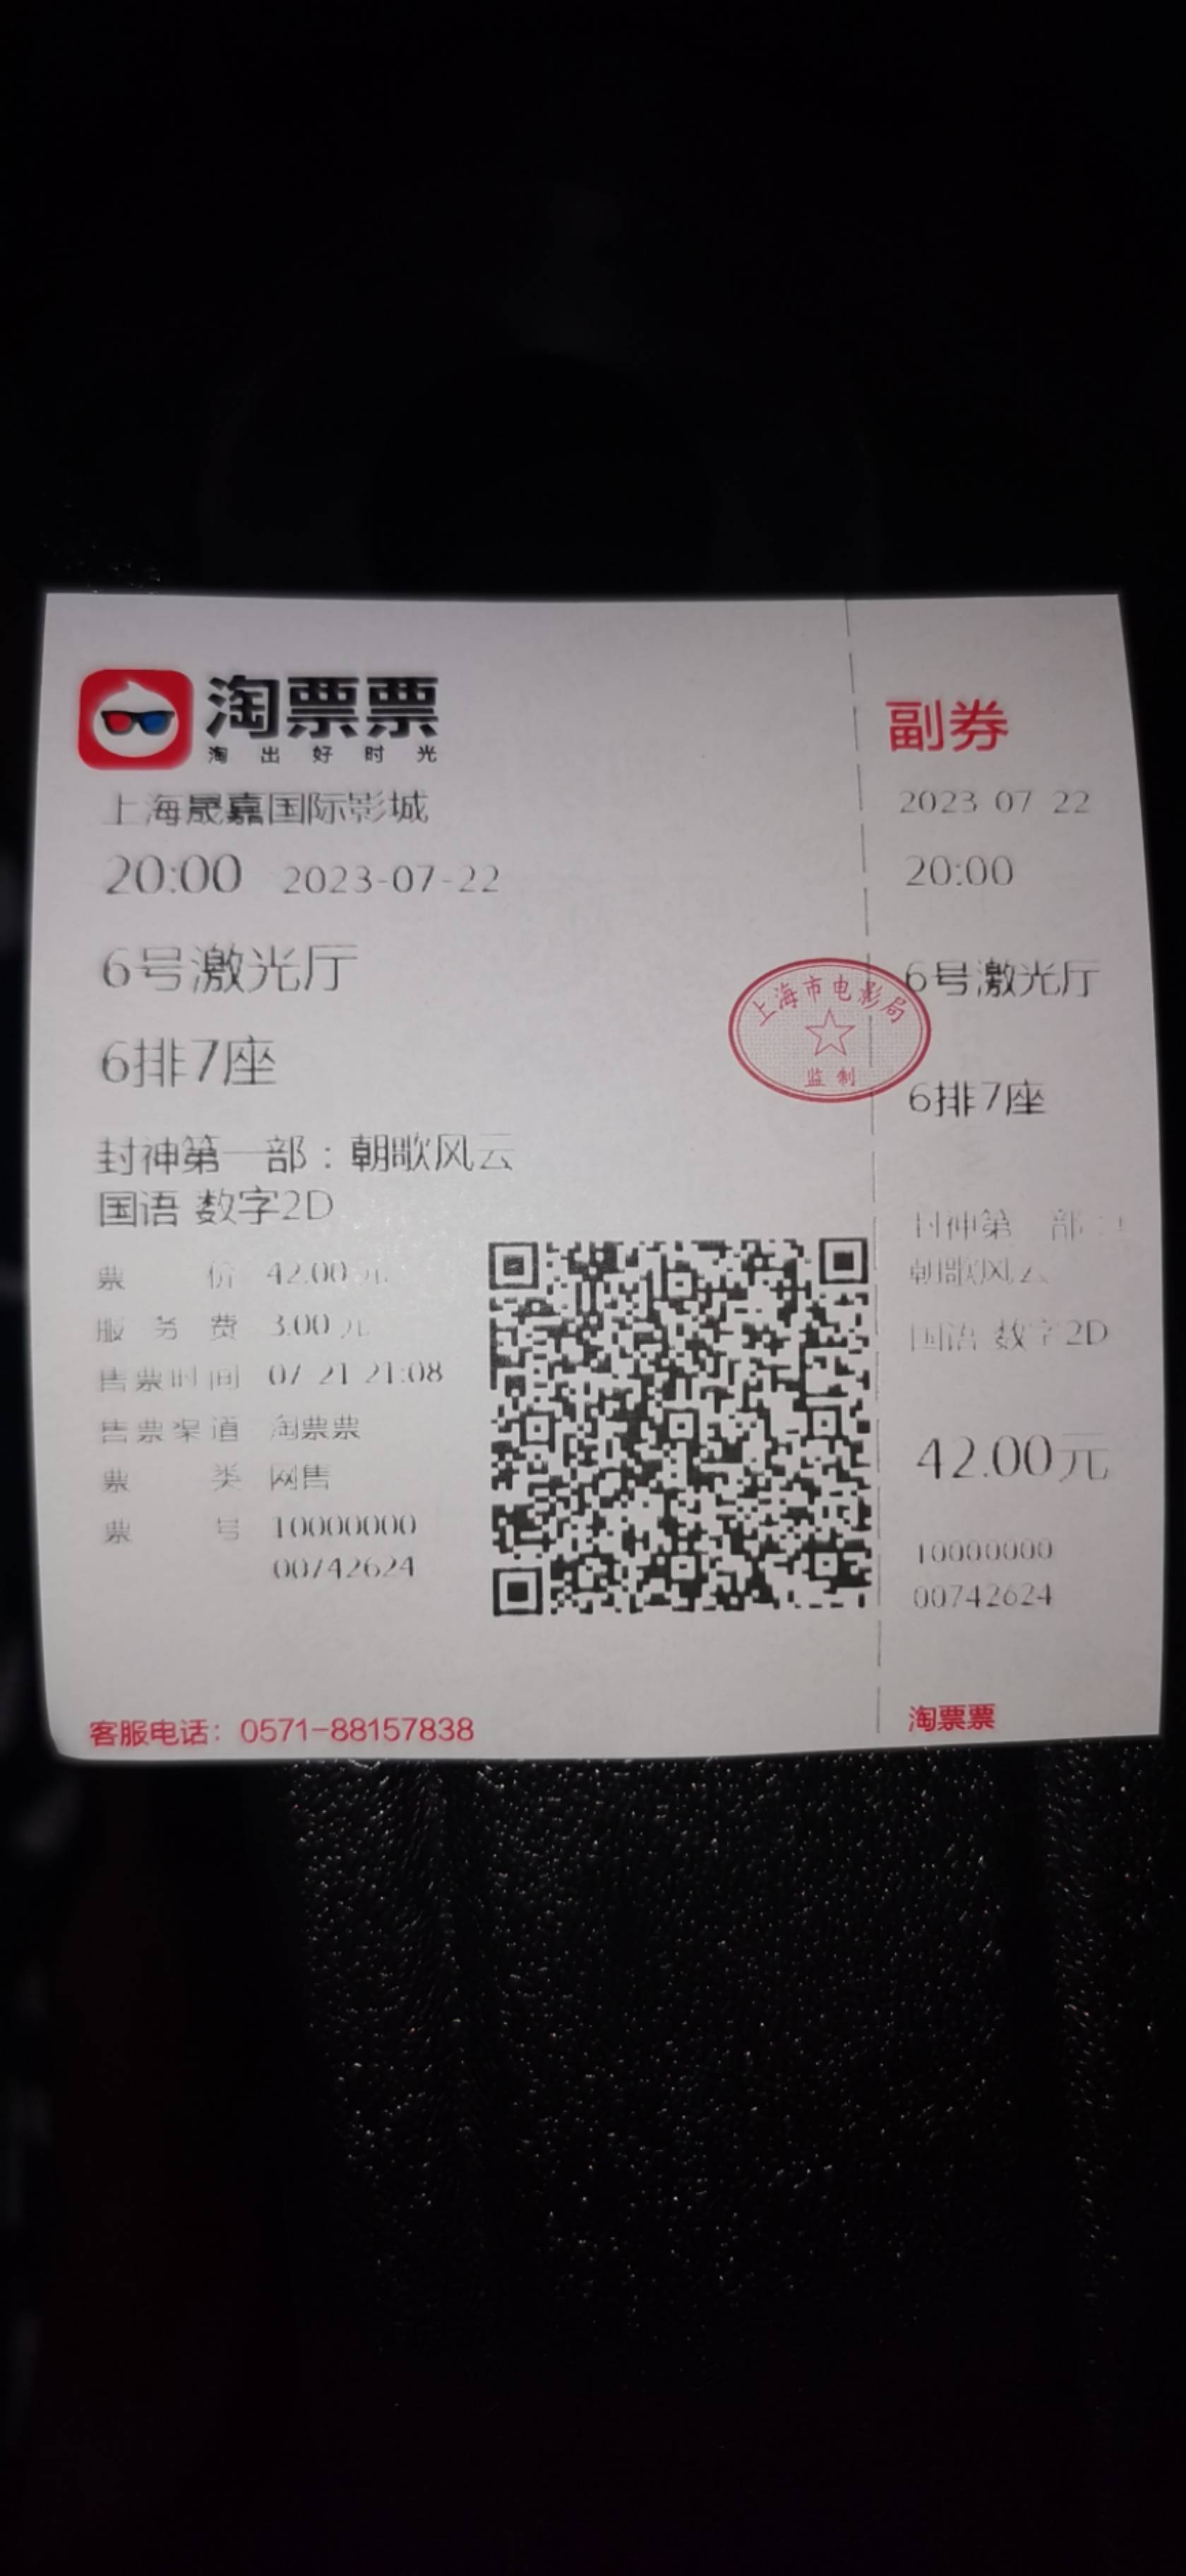 淘票票
淘出好时光
上海晟嘉国际影城
20:00 2023-07-22
6号激光厅
6排7座
封神第一部：朝歌风云
国语 数字2D
票价 42.00元
服务费 3.00元
售票时间 07 21 21:08
售票渠道 淘票票
票类 网售
票号 10000000
00742624
客服电话：0571-88157838
上海市电影局
监制
副券
2023 07 22
20:00
6号激光厅
6排7座
封神第一部：
朝歌风云
国语 数字2D
42.00元
10000000
00742624
淘票票